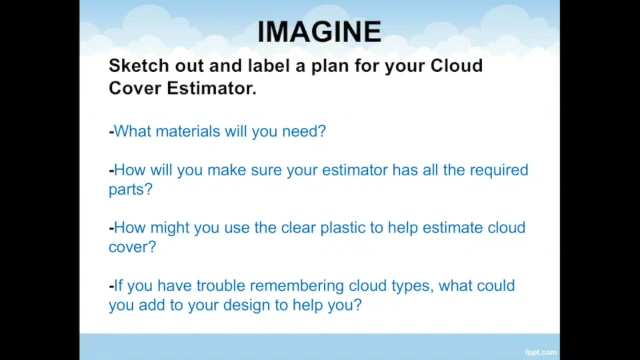 IMAGINE
Sketch out and label a plan for your Cloud
Cover Estimator.
-What materials will you need?
-How will you make sure your estimator has all the required
parts?
-How might you use the clear plastic to help estimate cloud
cover?
-If you have trouble remembering cloud types, what could
you add to your design to help you?
fppt.com